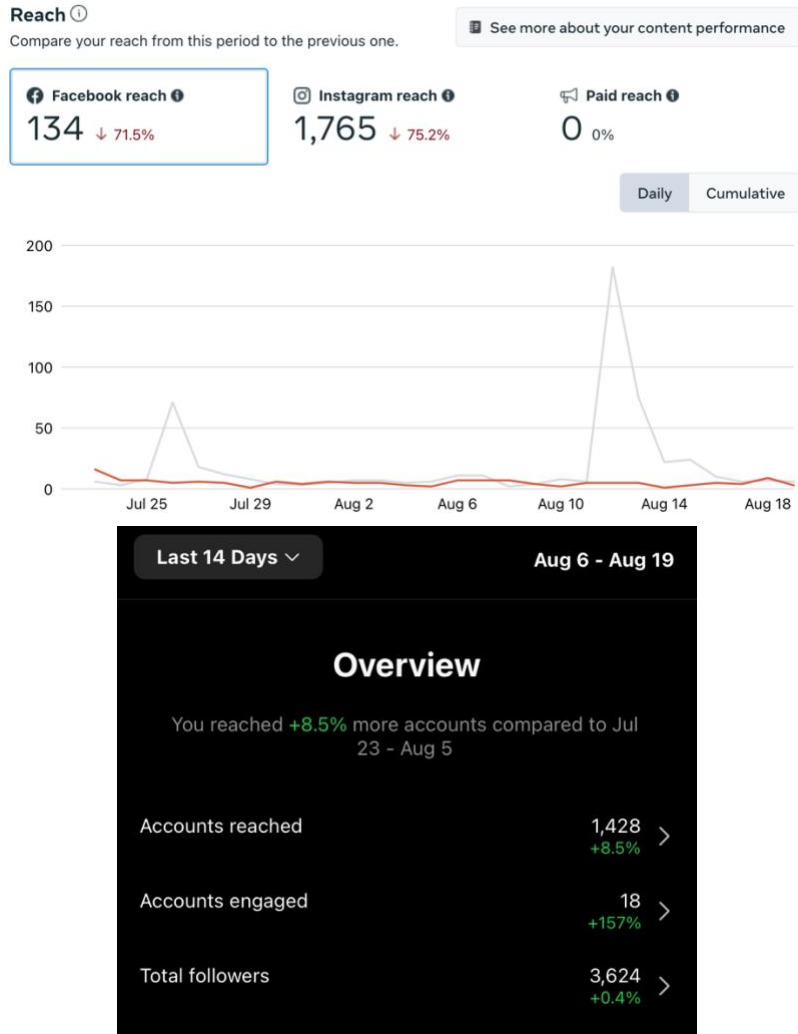 Reach
Compare your reach from this period to the previous one.
See more about your content performance
Facebook reach
134 ↓ 71.5%
Instagram reach
1,765 ↓ 75.2%
Paid reach
0 0%
Daily Cumulative
200
150
100
50
0
Jul 25 Jul 29 Aug 2 Aug 6 Aug 10 Aug 14 Aug 18
Last 14 Days
Aug 6 - Aug 19
Overview
You reached +8.5% more accounts compared to Jul
23 - Aug 5
Accounts reached
1,428
+8.5%
Accounts engaged
18
+157%
Total followers
3,624
+0.4%